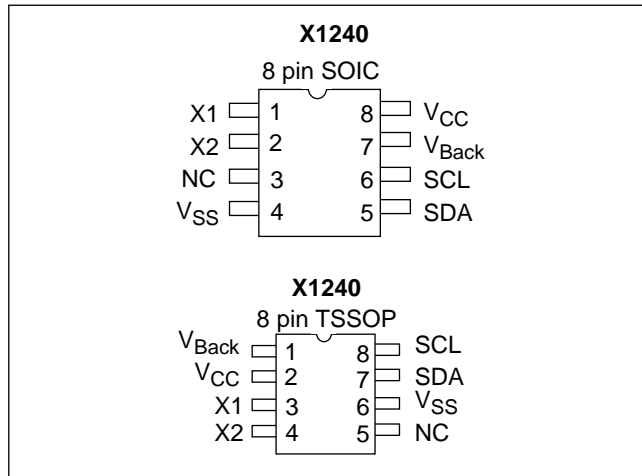 X1240
8 pin SOIC
X1 1 8 VCC
X2 2 7 VBack
NC 3 6 SCL
VSS 4 5 SDA
X1240
8 pin TSSOP
VBack 1 8 SCL
VCC 2 7 SDA
X1 3 6 VSS
X2 4 5 NC